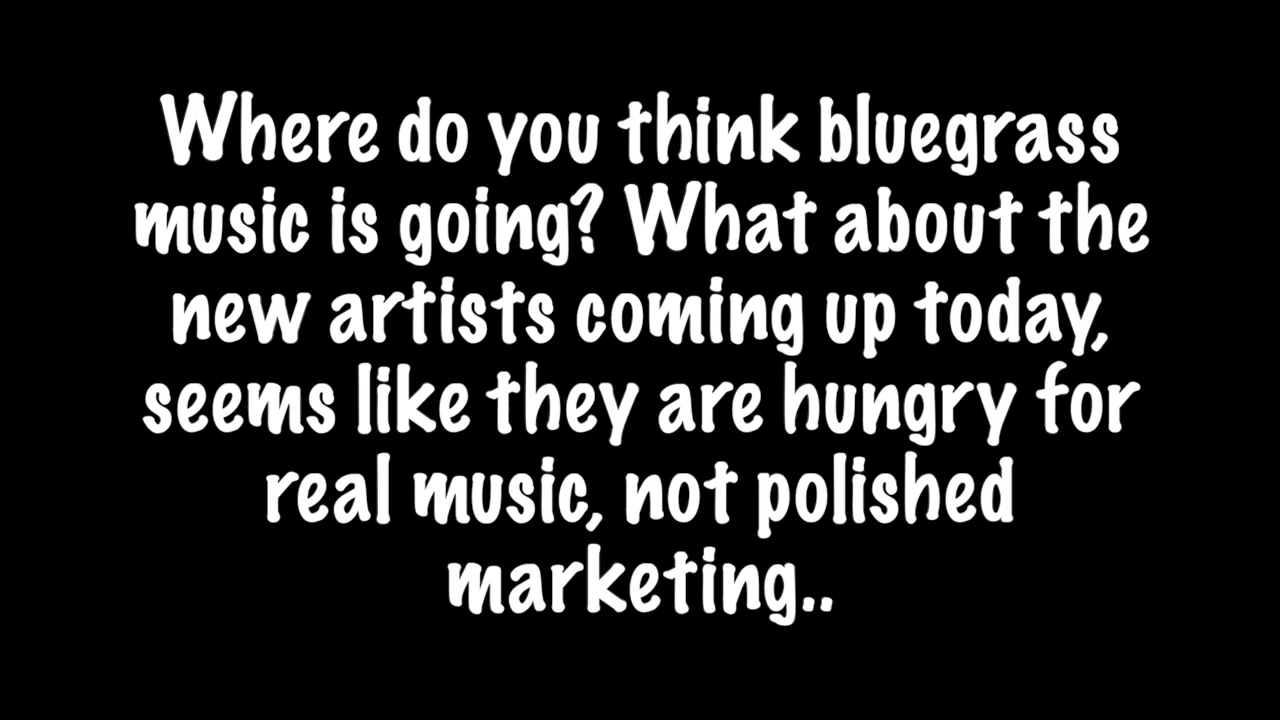 Where do you think bluegrass
music is going? What about the
new artists coming up today,
seems like they are hungry for
real music, not polished
marketing..